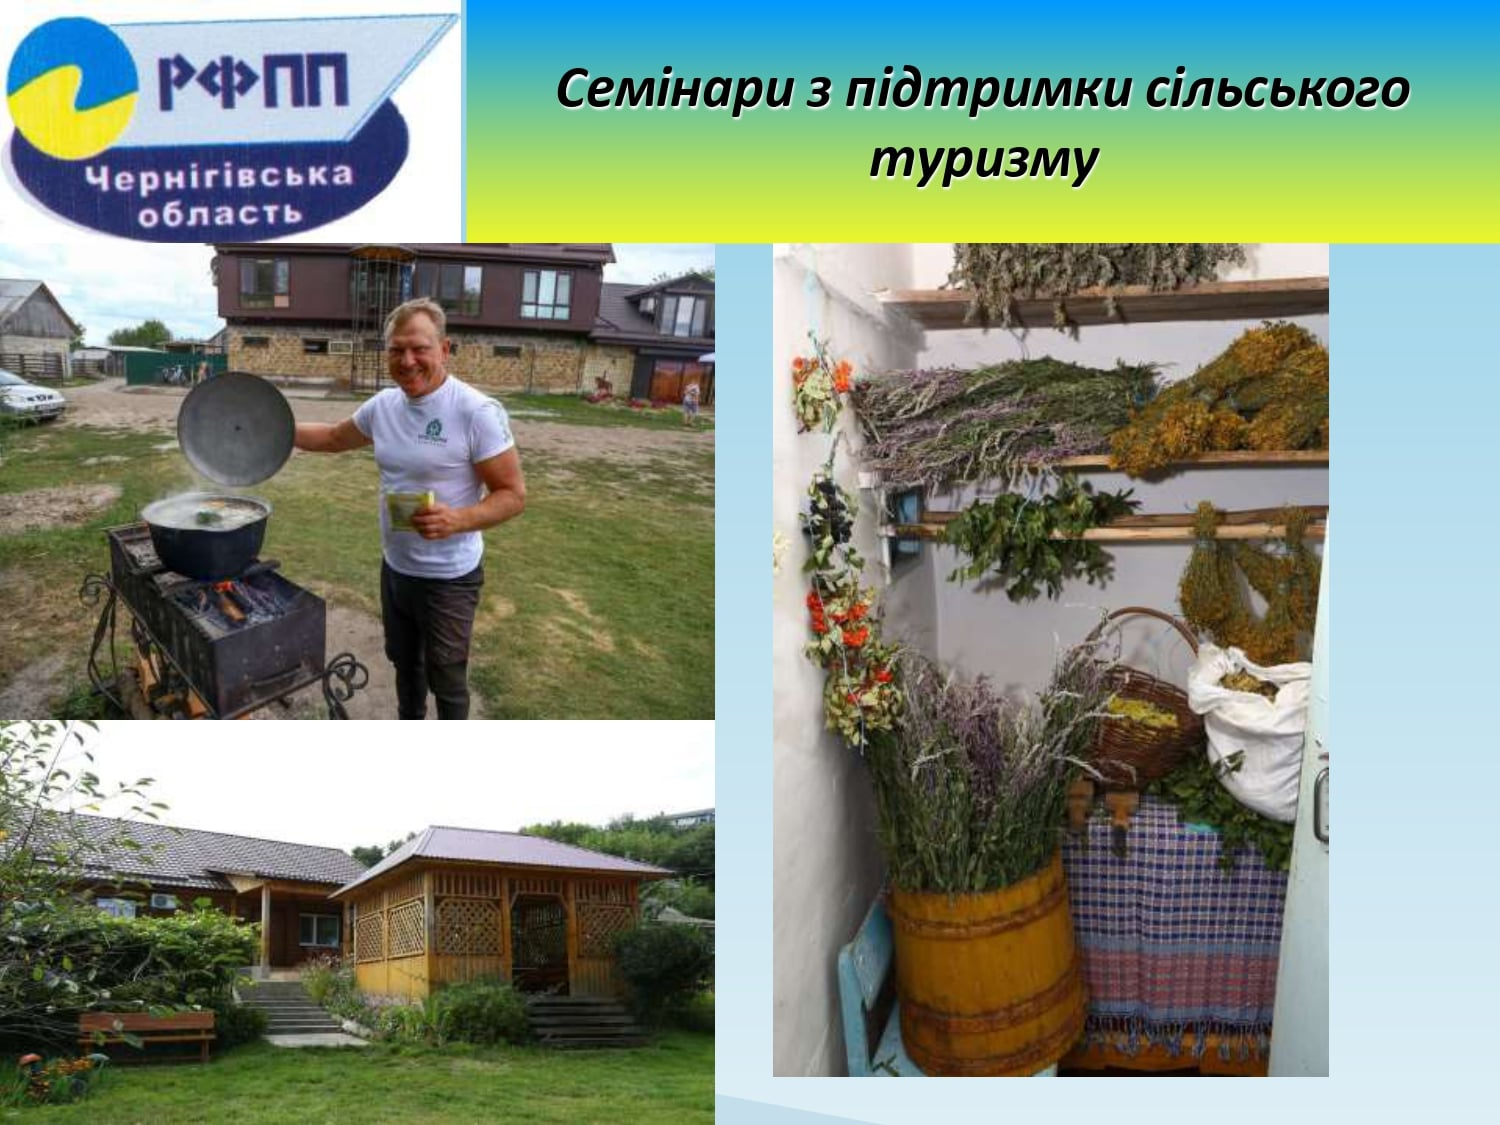 РФПП
Чернігівська
область
Семінари з підтримки сільського
туризму